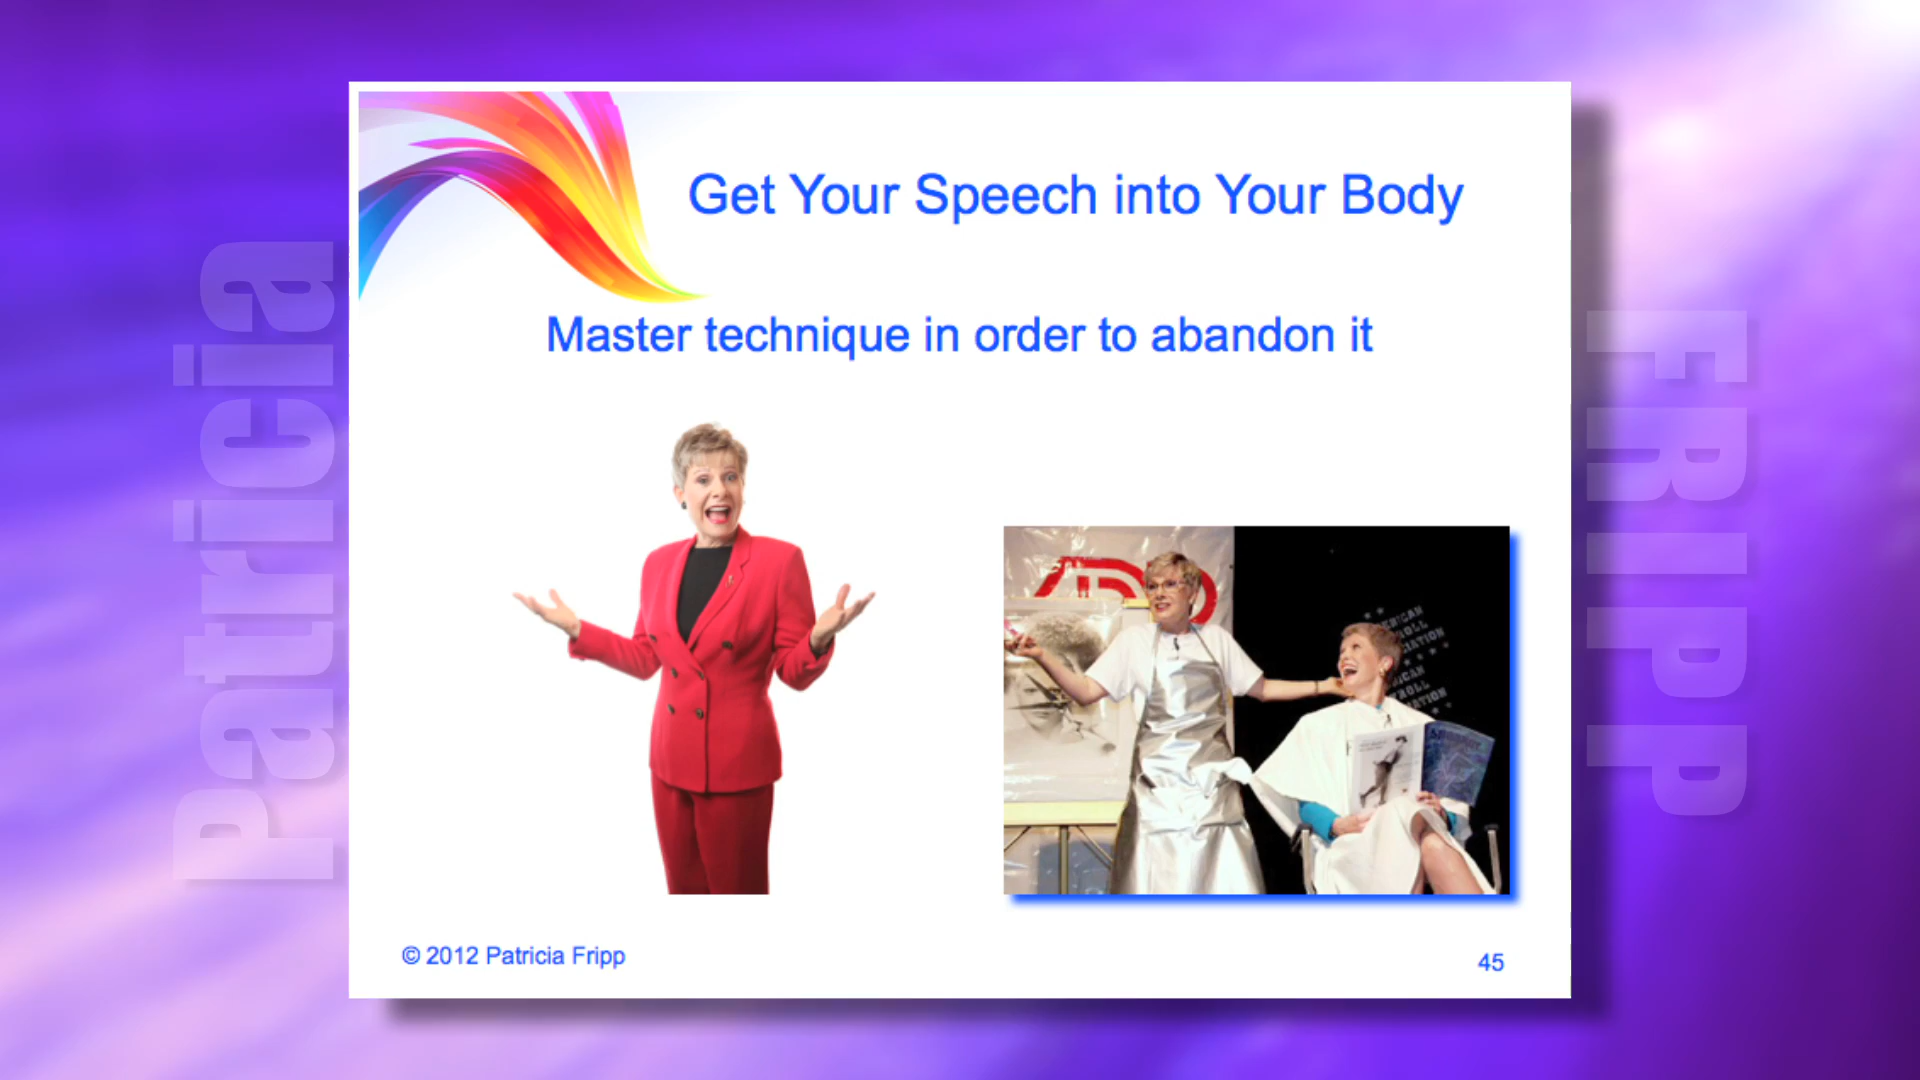 Patricia
FRIPP
Get Your Speech into Your Body
Master technique in order to abandon it
© 2012 Patricia Fripp
45